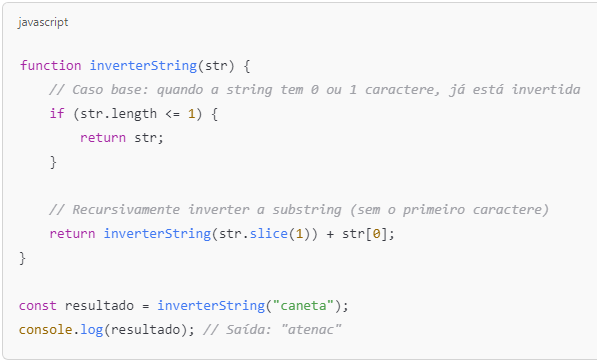 javascript
function inverterString(str) {
    // Caso base: quando a string tem 0 ou 1 caractere, já está invertida
    if (str.length <= 1) {
        return str;
    }
    // Recursivamente inverter a substring (sem o primeiro caractere)
    return inverterString(str.slice(1)) + str[0];
}
const resultado = inverterString("caneta");
console.log(resultado); // Saída: "atenac"